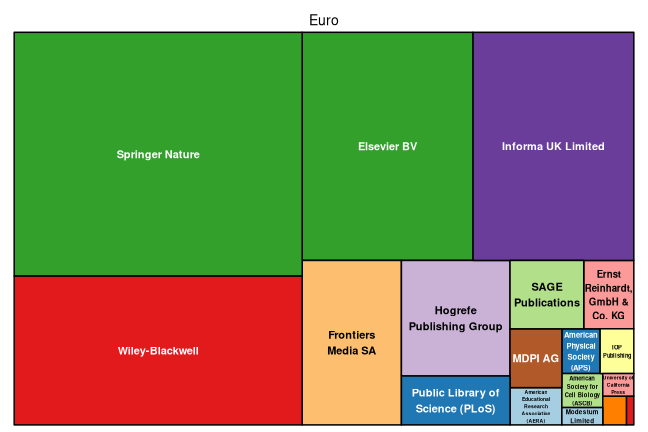 Euro
Springer Nature
Elsevier BV
Informa UK Limited
Wiley-Blackwell
Frontiers
Media SA
Hogrefe
Publishing Group
Public Library of
Science (PLoS)
SAGE
Publications
Ernst
Reinhardt,
GmbH &
Co. KG
MDPI AG
American
Physical
Society
(APS)
IOP
Publishing
American
Educational
Research
Association
(AERA)
American
Society for
Cell Biology
(ASCB)
University of
California
Press
Modestum
Limited